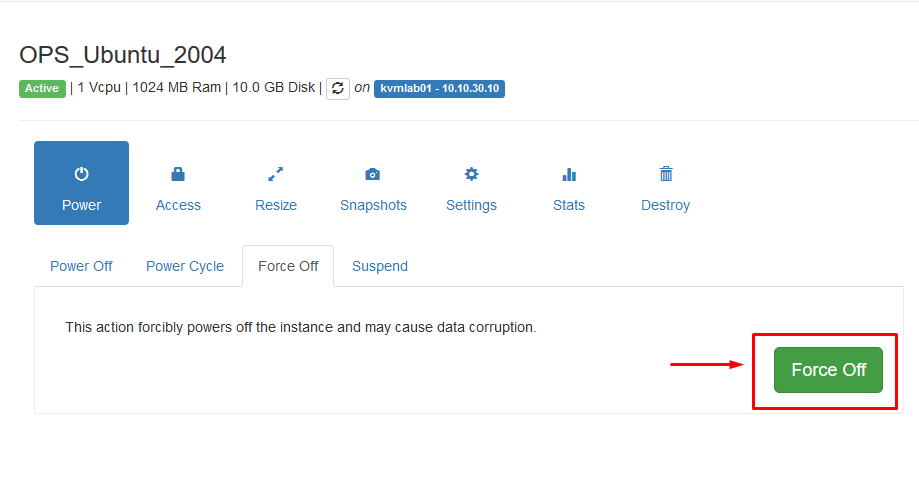 OPS_Ubuntu_2004
Active | 1 Vcpu | 1024 MB Ram | 10.0 GB Disk | on kvmlab01 - 10.10.30.10
Power Access Resize Snapshots Settings Stats Destroy
Power Off Power Cycle Force Off Suspend
This action forcibly powers off the instance and may cause data corruption.
Force Off